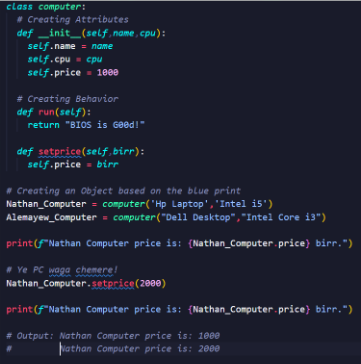 class computer:
# Creating Attributes
def __init__(self,name,cpu):
self.name = name
self.cpu = cpu
self.price = 1000
# Creating Behavior
def run(self):
return "BIOS is G00d!"
def setprice(self,birr):
self.price = birr
# Creating an Object based on the blue print
Nathan_Computer = computer('Hp Laptop','Intel i5')
Alemayew_Computer = computer("Dell Desktop","Intel Core i3")
print(f"Nathan Computer price is: {Nathan_Computer.price} birr.")
# Ye PC waga chemere!
Nathan_Computer.setprice(2000)
print(f"Nathan Computer price is: {Nathan_Computer.price} birr.")
# Output: Nathan Computer price is: 1000
# Nathan Computer price is: 2000